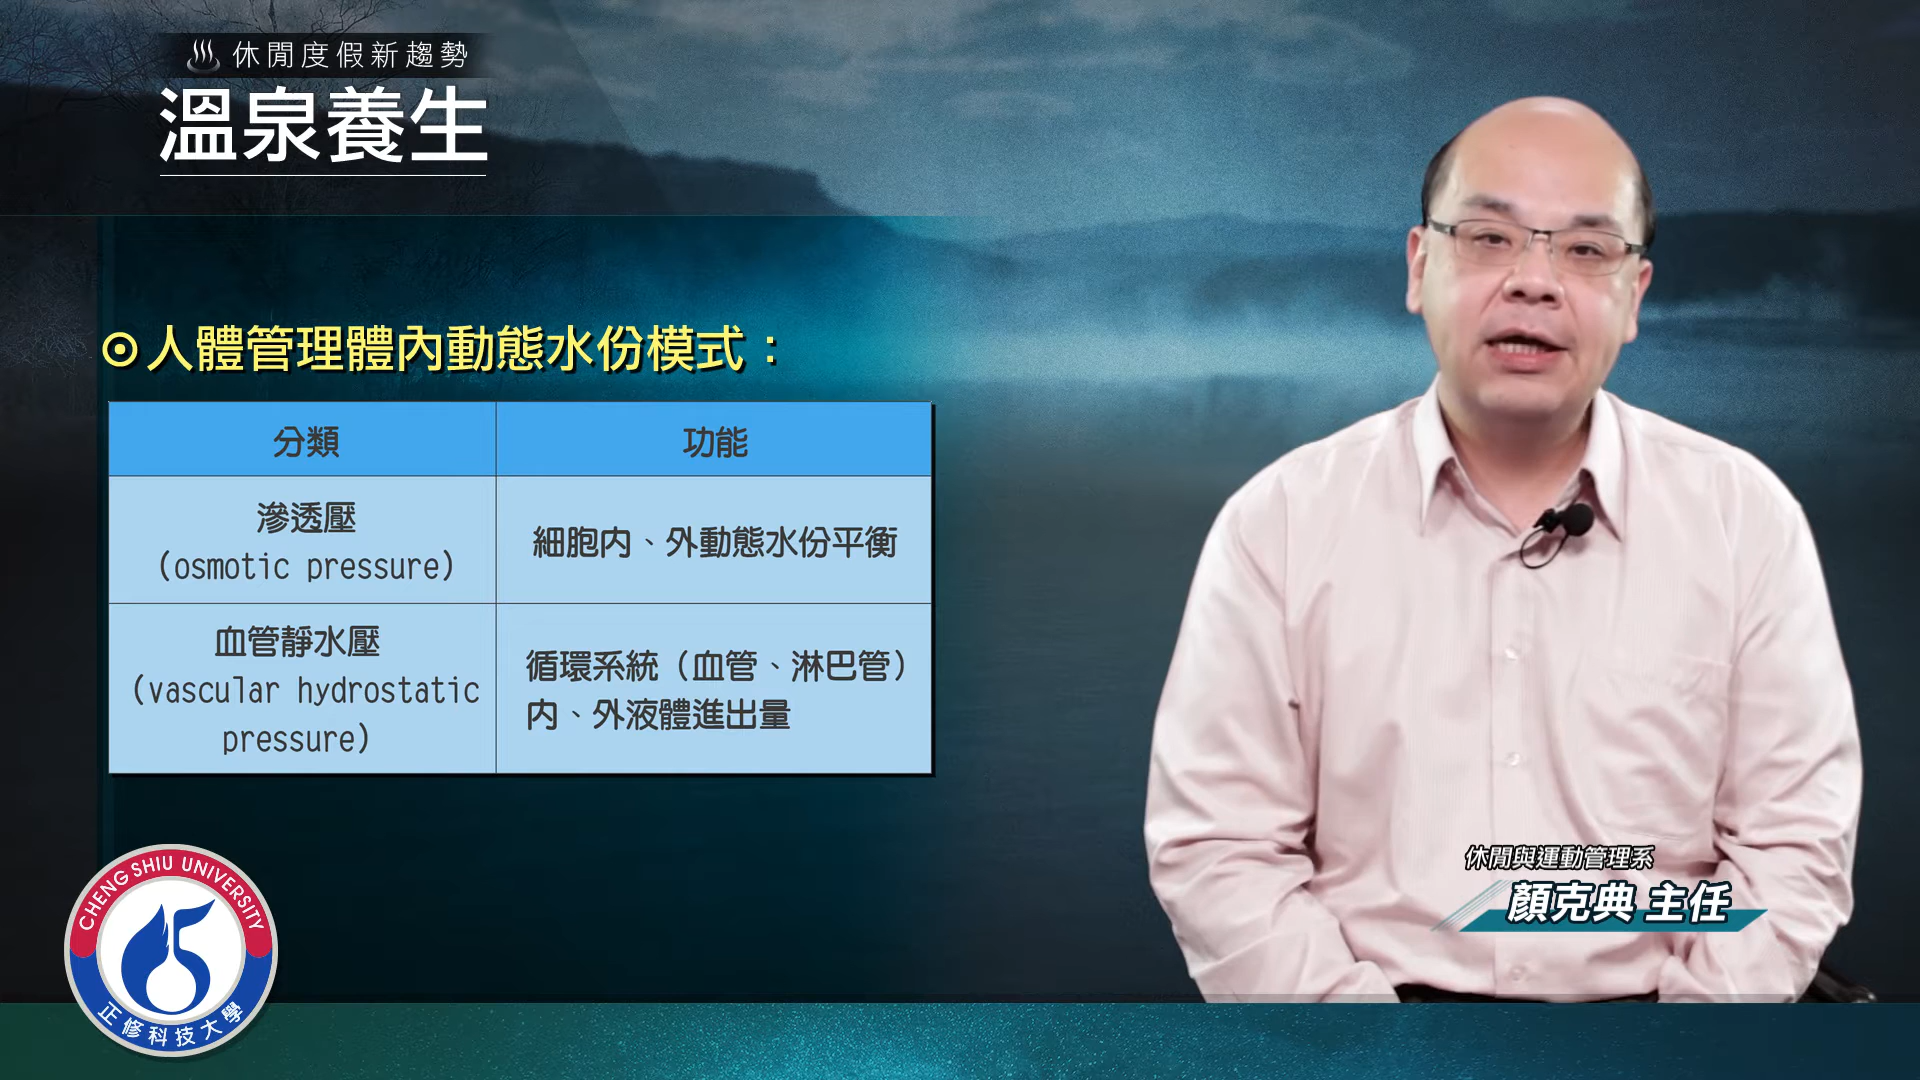 休閒度假新趨勢
溫泉養生
⊙人體管理體內動態水份模式：
分類
功能
滲透壓
(osmotic pressure)
細胞內、外動態水份平衡
血管靜水壓
(vascular hydrostatic
pressure)
循環系統（血管、淋巴管）
內、外液體進出量
休閒與運動管理系
顏克典 主任
CHENG SHIU UNIVERSITY
正修科技大學